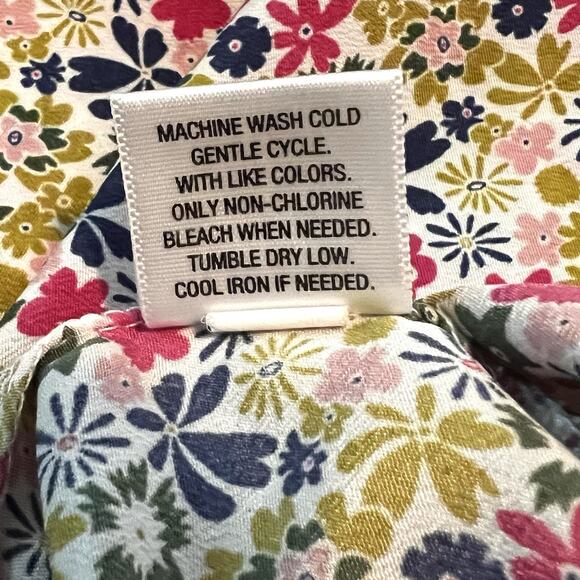 MACHINE WASH COLD
GENTLE CYCLE.
WITH LIKE COLORS.
ONLY NON-CHLORINE
BLEACH WHEN NEEDED.
TUMBLE DRY LOW.
COOL IRON IF NEEDED.